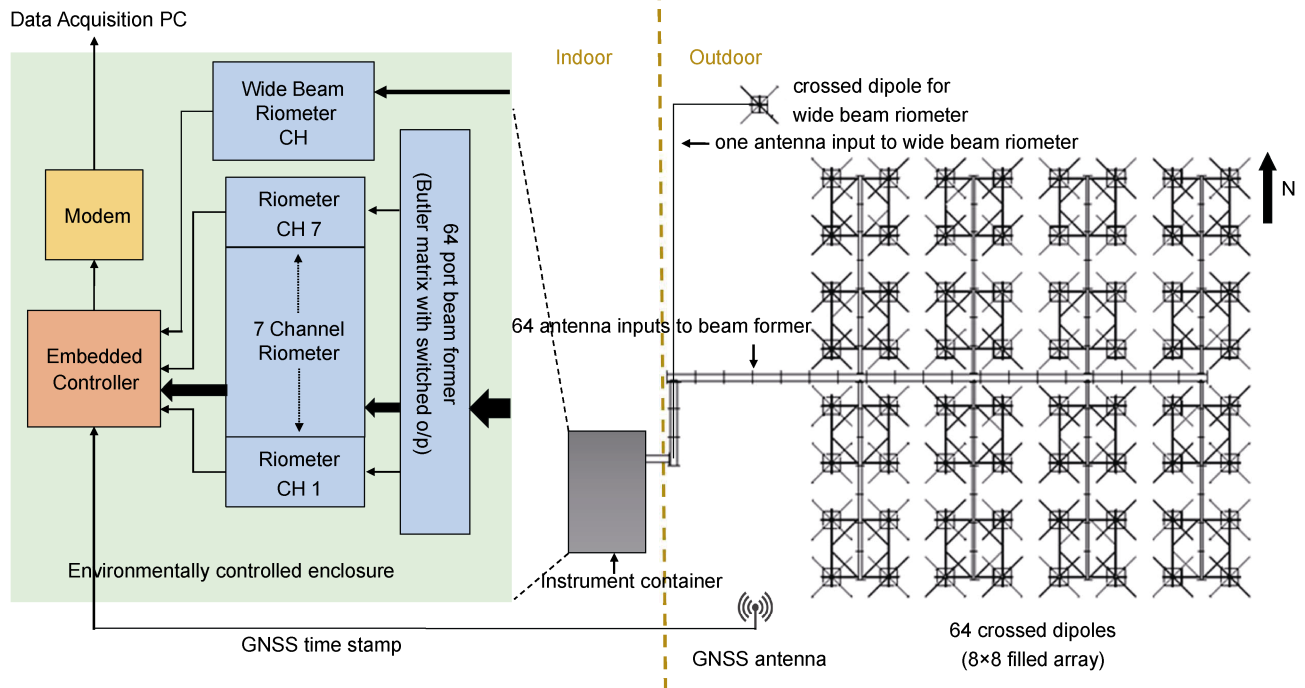 Data Acquisition PC
Indoor
Outdoor
Wide Beam
Riometer
CH
crossed dipole for
wide beam riometer
one antenna input to wide beam riometer
N
Modem
Riometer
CH 7
64 port beam former
(Butler matrix with switched o/p)
7 Channel
Riometer
64 antenna inputs to beam former
Embedded
Controller
Riometer
CH 1
Environmentally controlled enclosure
Instrument container
GNSS time stamp
GNSS antenna
64 crossed dipoles
(8×8 filled array)